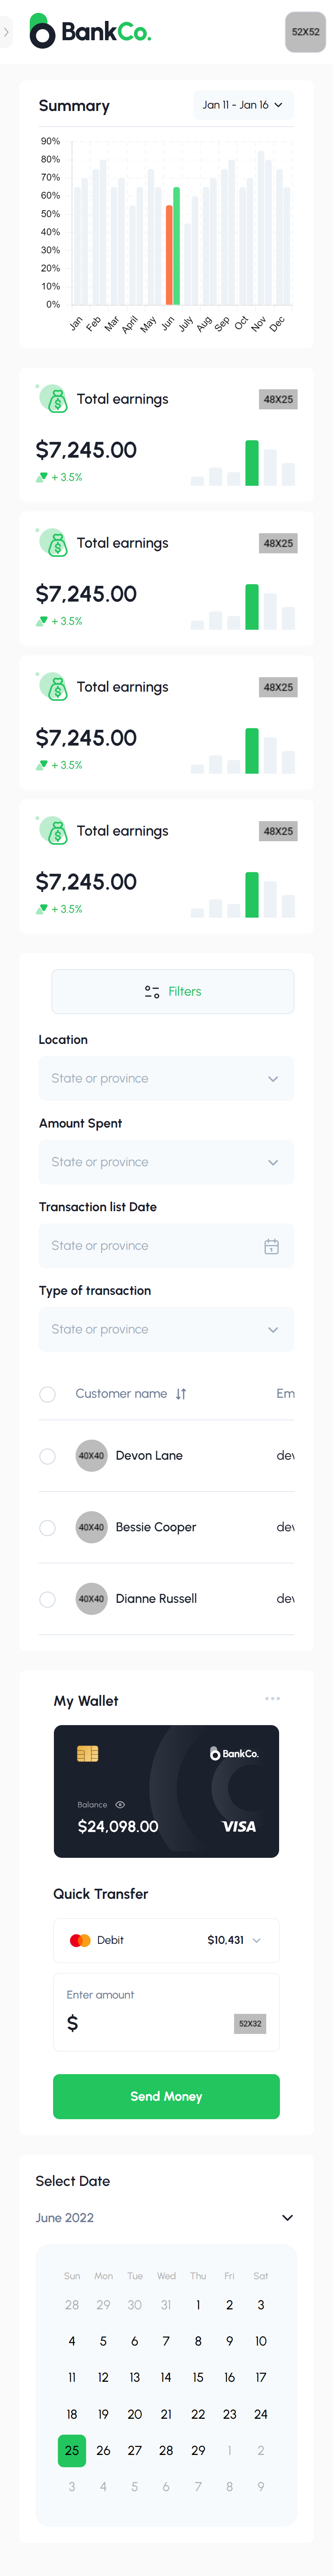 BankCo.
52X52
Summary
Jan 11 - Jan 16
90%
80%
70%
60%
50%
40%
30%
20%
10%
0%
Jan Feb Mar April May Jun July Aug Sep Oct Nov Dec
Total earnings
48X25
$7,245.00
+ 3.5%
Total earnings
48X25
$7,245.00
+ 3.5%
Total earnings
48X25
$7,245.00
+ 3.5%
Total earnings
48X25
$7,245.00
+ 3.5%
Filters
Location
State or province
Amount Spent
State or province
Transaction list Date
State or province
Type of transaction
State or province
Customer name Em
40X40 Devon Lane dev
40X40 Bessie Cooper dev
40X40 Dianne Russell dev
My Wallet
BankCo.
Balance
$24,098.00 VISA
Quick Transfer
Debit $10,431
Enter amount
$ 52X32
Send Money
Select Date
June 2022
Sun Mon Tue Wed Thu Fri Sat
28 29 30 31 1 2 3
4 5 6 7 8 9 10
11 12 13 14 15 16 17
18 19 20 21 22 23 24
25 26 27 28 29 1 2
3 4 5 6 7 8 9